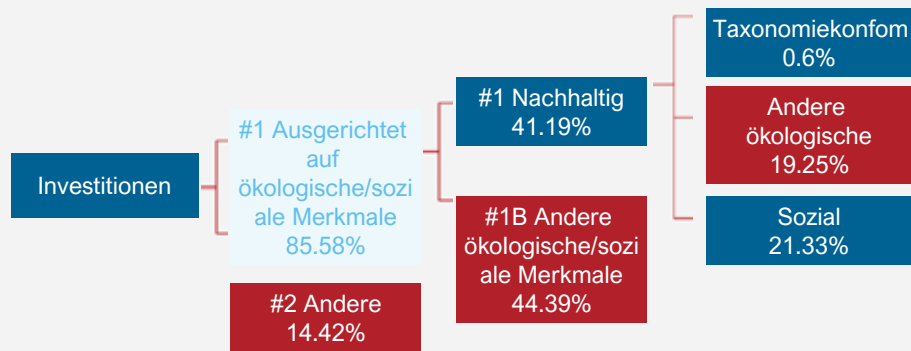 Investitionen
#1 Ausgerichtet
auf
ökologische/sozi
ale Merkmale
85.58%
#2 Andere
14.42%
#1 Nachhaltig
41.19%
#1B Andere
ökologische/sozi
ale Merkmale
44.39%
Taxonomiekonfom
0.6%
Andere
ökologische
19.25%
Sozial
21.33%